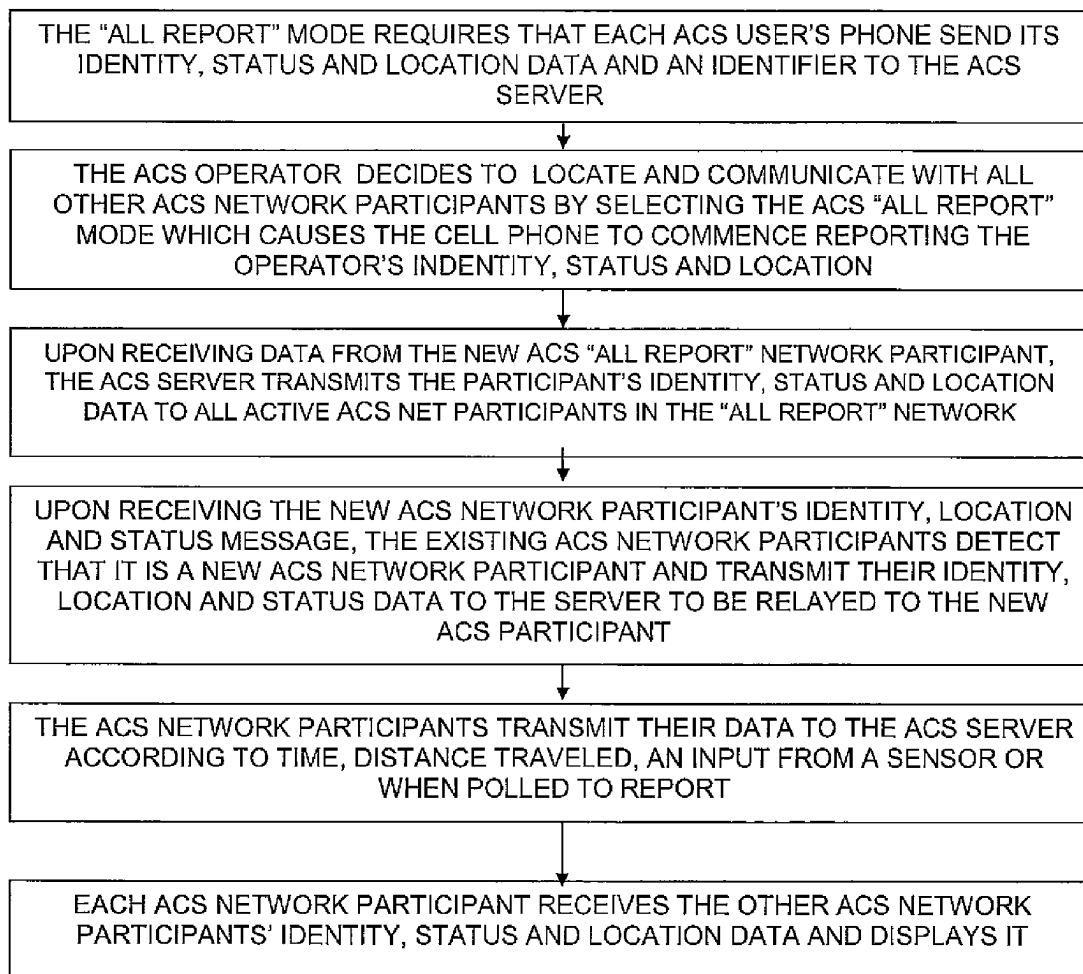 THE “ALL REPORT” MODE REQUIRES THAT EACH ACS USER’S PHONE SEND ITS
IDENTITY, STATUS AND LOCATION DATA AND AN IDENTIFIER TO THE ACS
SERVER
THE ACS OPERATOR DECIDES TO LOCATE AND COMMUNICATE WITH ALL
OTHER ACS NETWORK PARTICIPANTS BY SELECTING THE ACS “ALL REPORT”
MODE WHICH CAUSES THE CELL PHONE TO COMMENCE REPORTING THE
OPERATOR’S INDENTITY, STATUS AND LOCATION
UPON RECEIVING DATA FROM THE NEW ACS “ALL REPORT” NETWORK PARTICIPANT,
THE ACS SERVER TRANSMITS THE PARTICIPANT’S IDENTITY, STATUS AND LOCATION
DATA TO ALL ACTIVE ACS NET PARTICIPANTS IN THE “ALL REPORT” NETWORK
UPON RECEIVING THE NEW ACS NETWORK PARTICIPANT’S IDENTITY, LOCATION
AND STATUS MESSAGE, THE EXISTING ACS NETWORK PARTICIPANTS DETECT
THAT IT IS A NEW ACS NETWORK PARTICIPANT AND TRANSMIT THEIR IDENTITY,
LOCATION AND STATUS DATA TO THE SERVER TO BE RELAYED TO THE NEW
ACS PARTICIPANT
THE ACS NETWORK PARTICIPANTS TRANSMIT THEIR DATA TO THE ACS SERVER
ACCORDING TO TIME, DISTANCE TRAVELED, AN INPUT FROM A SENSOR OR
WHEN POLLED TO REPORT
EACH ACS NETWORK PARTICIPANT RECEIVES THE OTHER ACS NETWORK
PARTICIPANTS’ IDENTITY, STATUS AND LOCATION DATA AND DISPLAYS IT